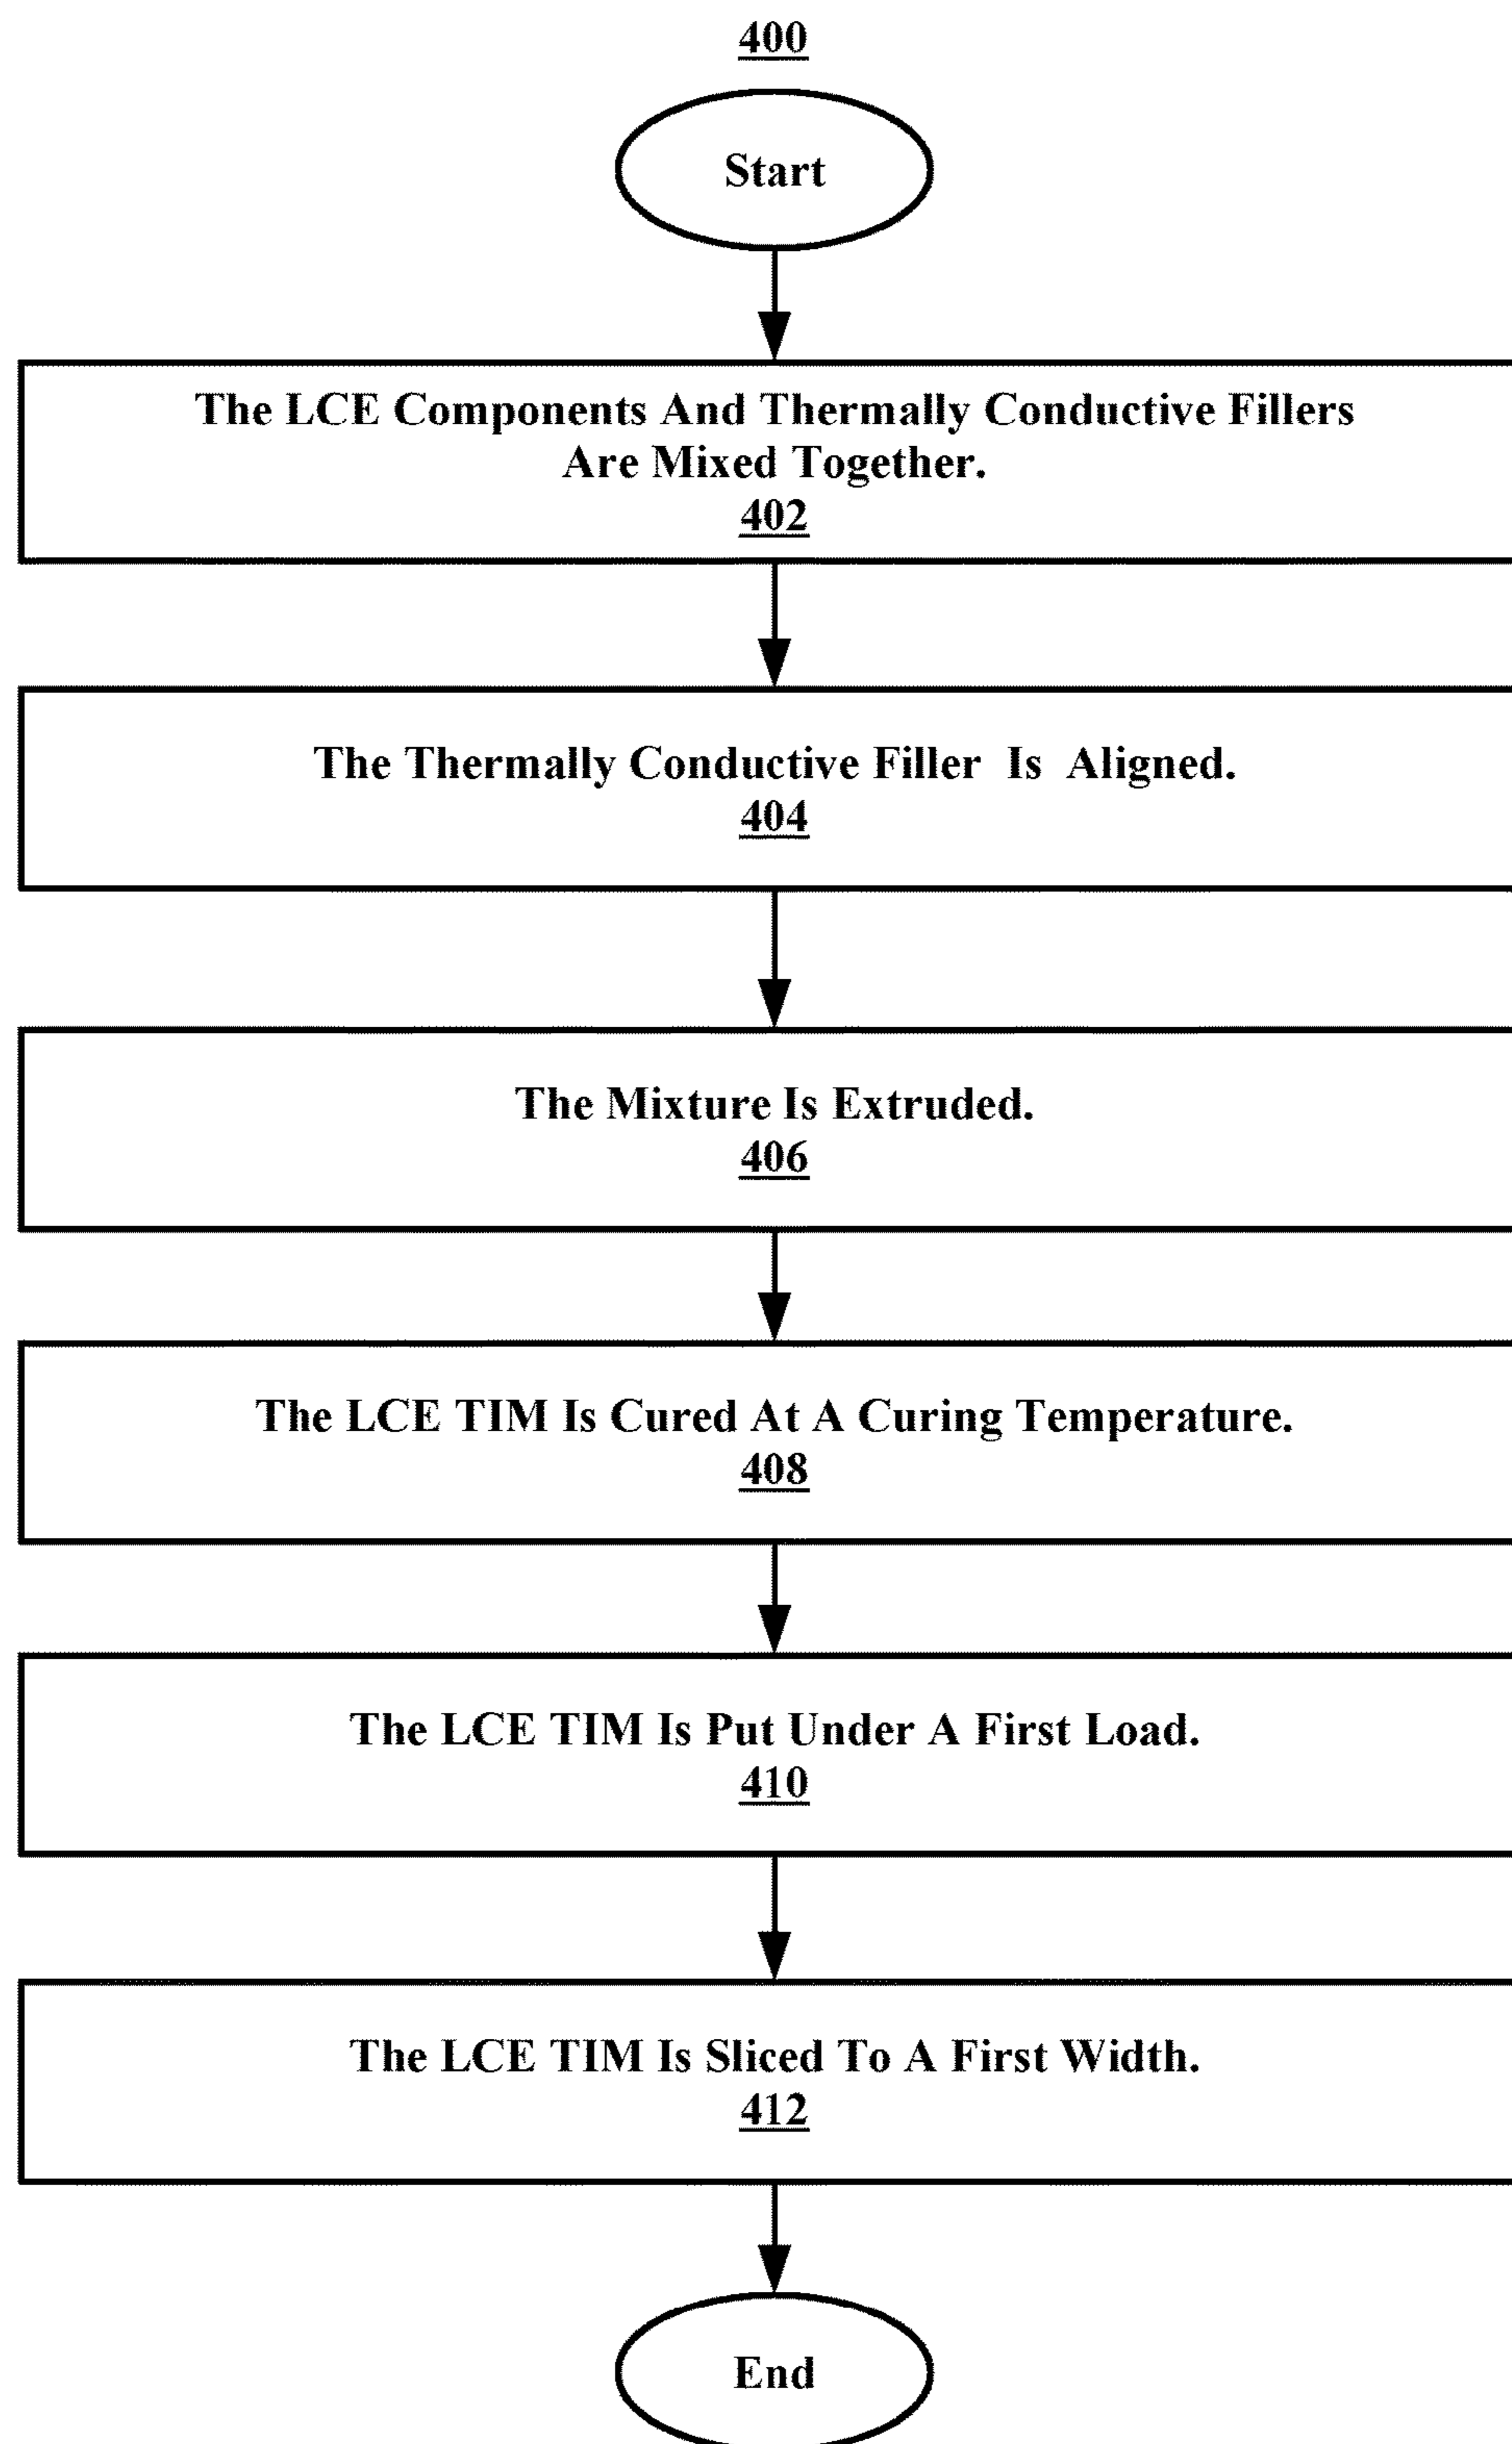 400
Start
The LCE Components And Thermally Conductive Fillers
Are Mixed Together.
402
The Thermally Conductive Filler Is Aligned.
404
The Mixture Is Extruded.
406
The LCE TIM Is Cured At A Curing Temperature.
408
The LCE TIM Is Put Under A First Load.
410
The LCE TIM Is Sliced To A First Width.
412
End